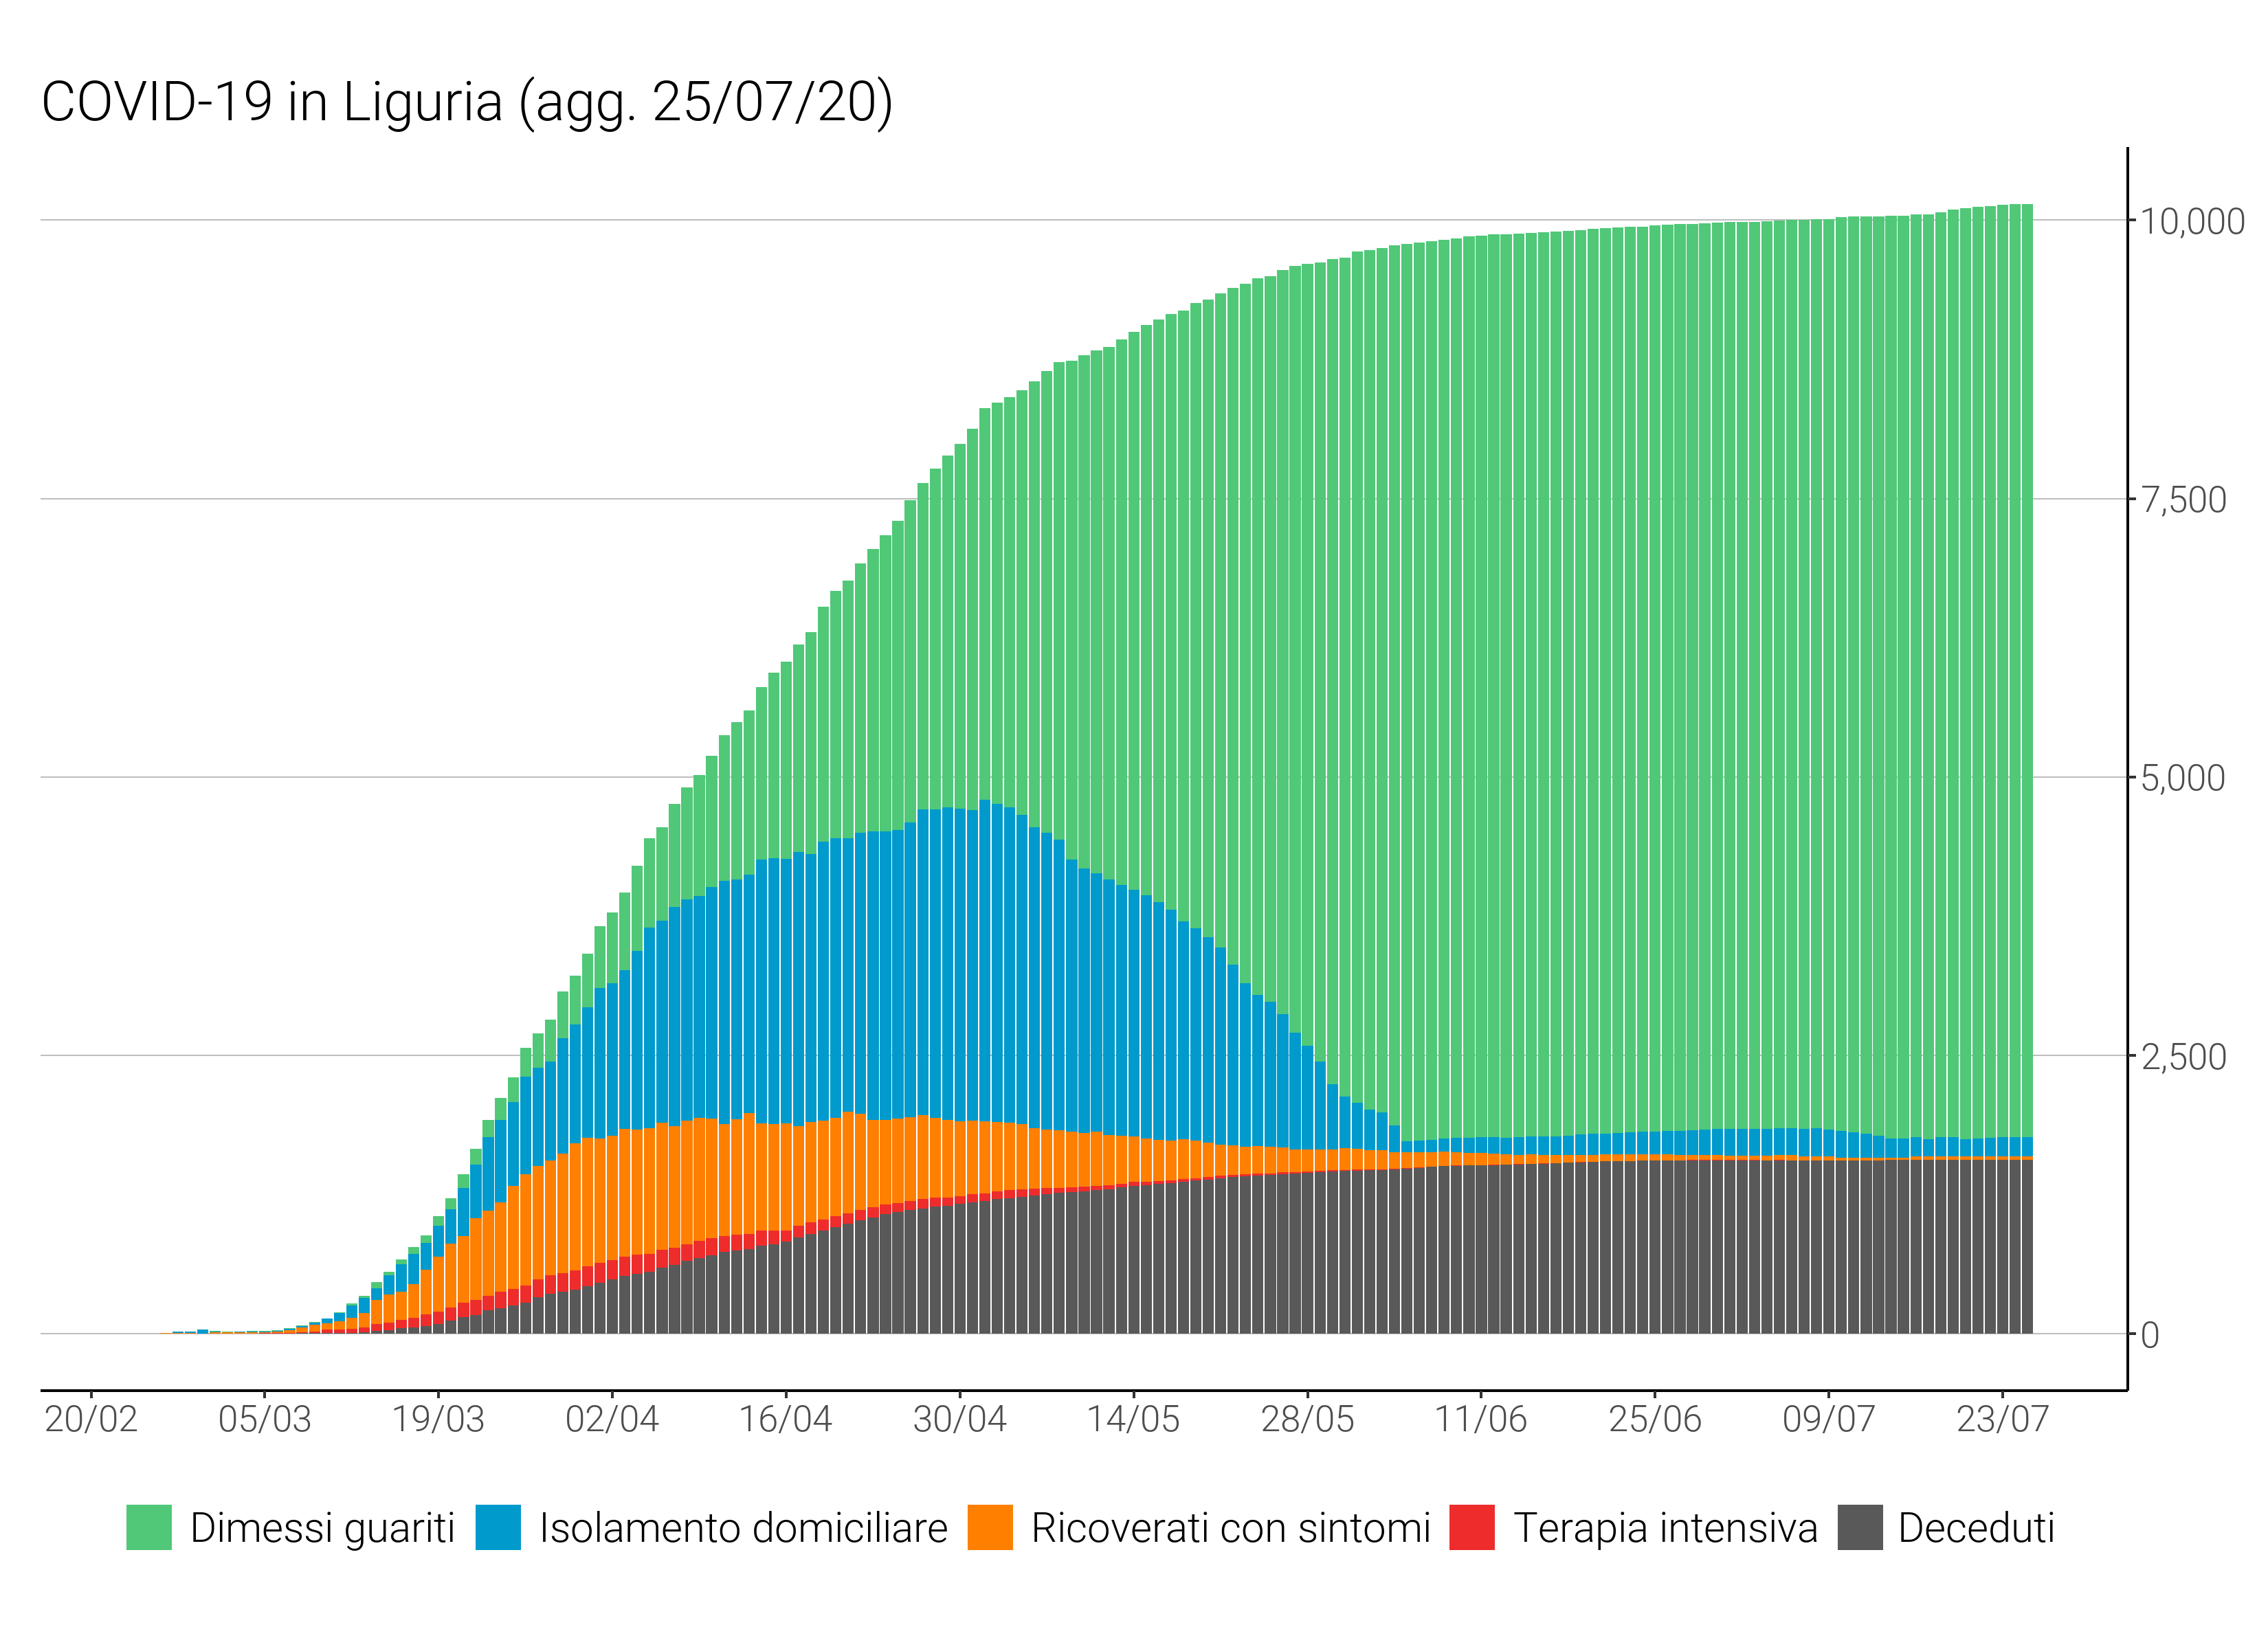 COVID-19 in Liguria (agg. 25/07/20)
10,000
7,500
5,000
2,500
0
20/02 05/03 19/03 02/04 16/04 30/04 14/05 28/05 11/06 25/06 09/07 23/07
Dimessi guariti Isolamento domiciliare Ricoverati con sintomi Terapia intensiva Deceduti